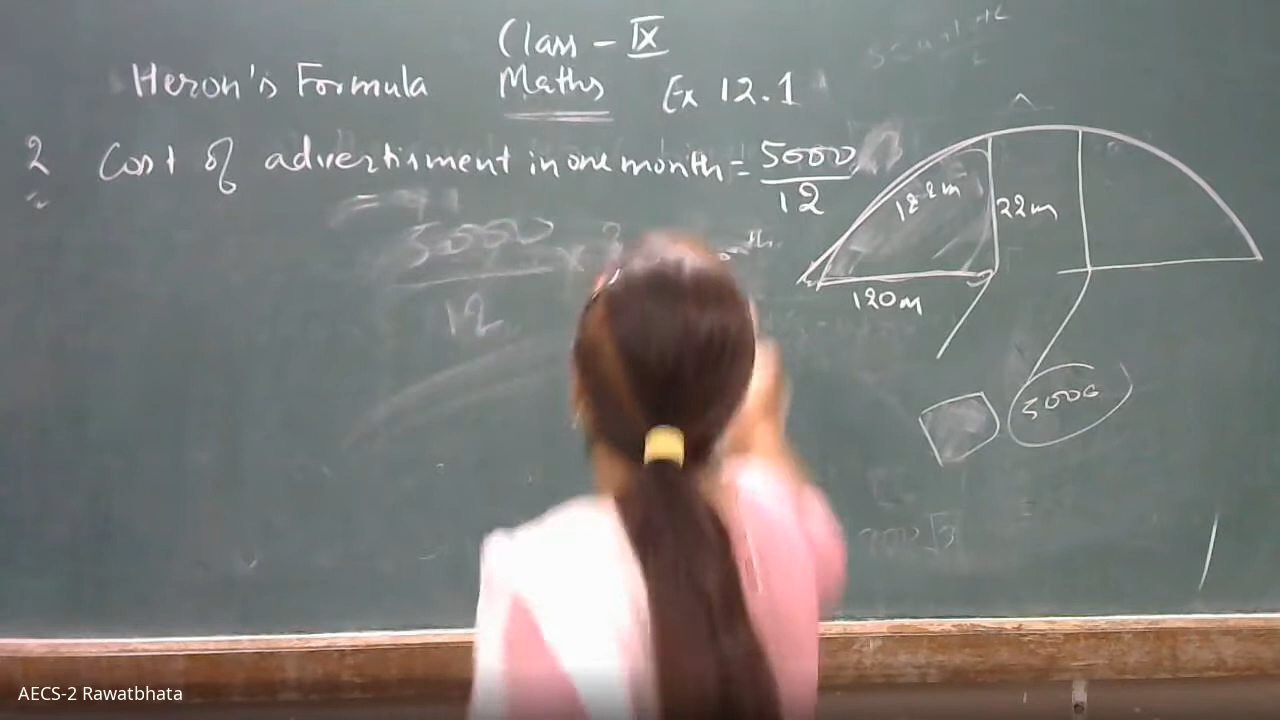 Class - IX
Heron's Formula Maths Ex 12.1
2 Cost of advertisment in one month = 5000
12
5000 × 3
12
122m
22m
120m
5000
AECS-2 Rawatbhata